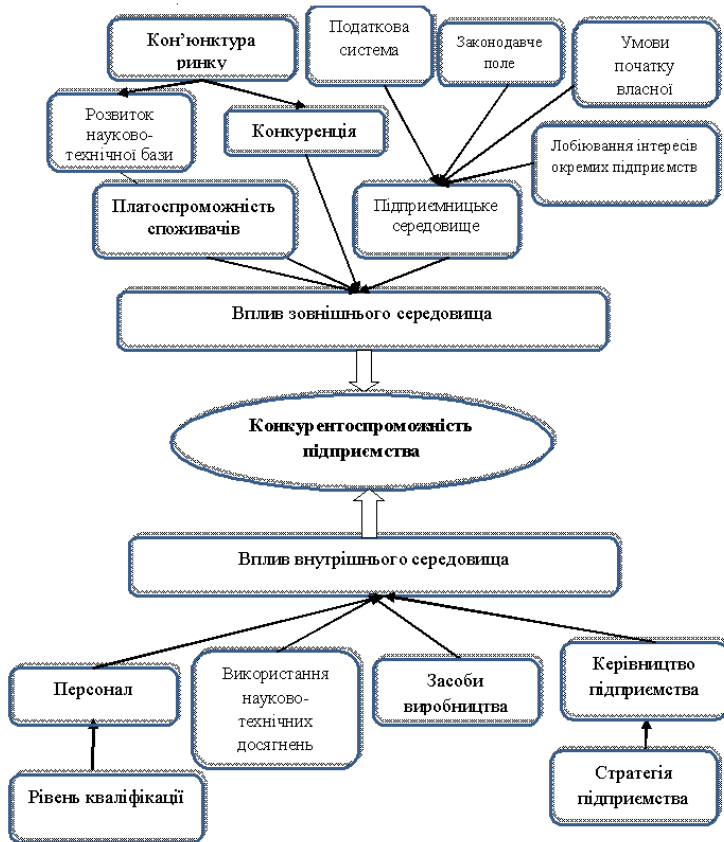 Кон’юнктура
ринку
Податкова
система
Законодавче
поле
Умови
початку
власної
Розвиток
науково-
технічної бази
Конкуренція
Лобіювання інтересів
окремих підприємств
Платоспроможність
споживачів
Підприємницьке
середовище
Вплив зовнішнього середовища
Конкурентоспроможність
підприємства
Вплив внутрішнього середовища
Персонал
Використання
науково-
технічних
досягнень
Засоби
виробництва
Керівництво
підприємства
Рівень кваліфікації
Стратегія
підприємства